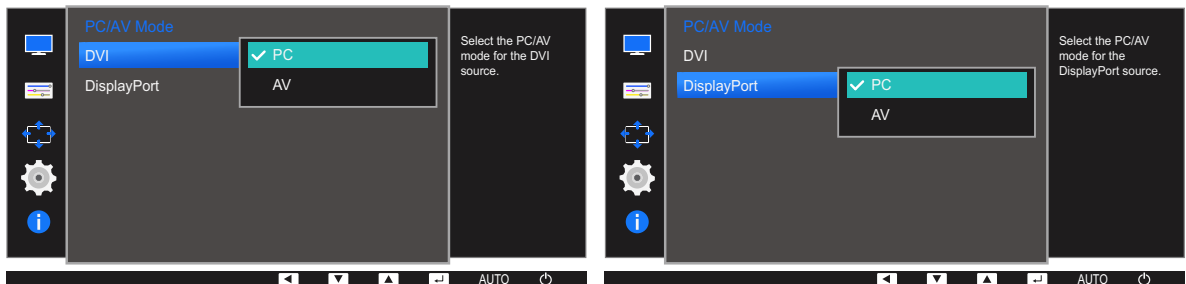 PC/AV Mode
DVI
PC
DisplayPort
AV
Select the PC/AV
mode for the DVI
source.
AUTO
PC/AV Mode
DVI
DisplayPort
PC
AV
Select the PC/AV
mode for the
DisplayPort source.
AUTO